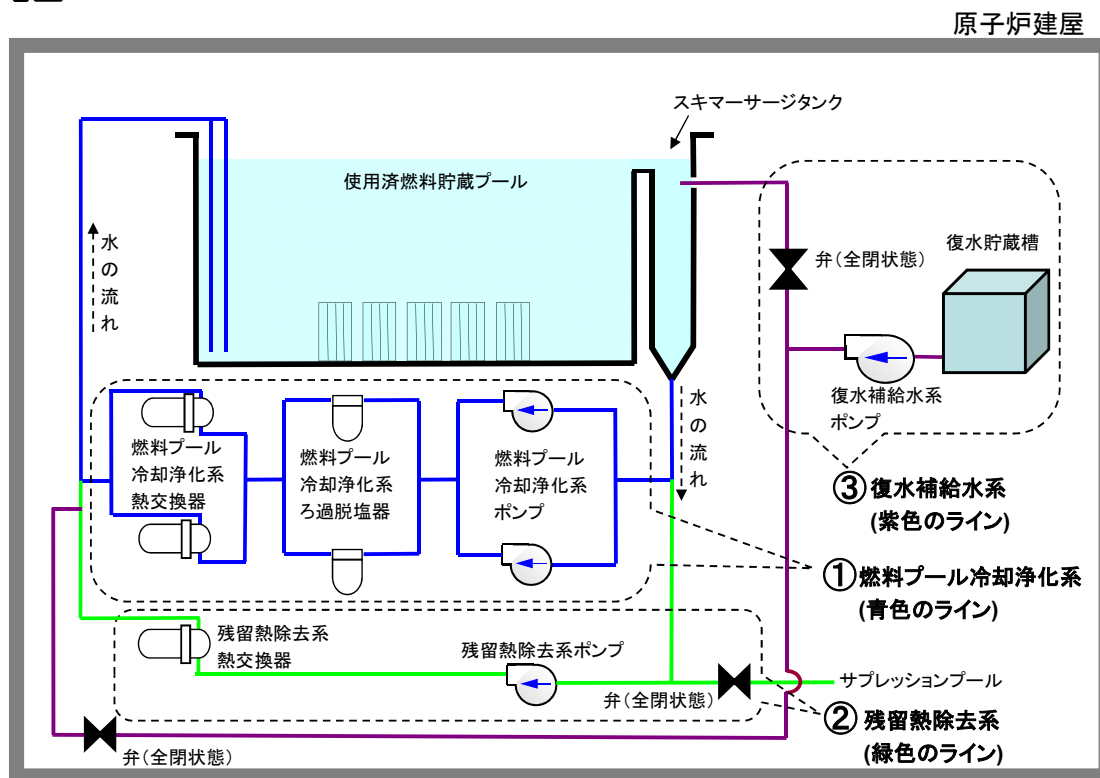 原子炉建屋
スキマーサージタンク
使用済燃料貯蔵プール
水
の
流
れ
復水貯蔵槽
弁(全閉状態)
復水補給水系
ポンプ
水
の
流
れ
燃料プール
冷却浄化系
熱交換器
燃料プール
冷却浄化系
ろ過脱塩器
燃料プール
冷却浄化系
ポンプ
③復水補給水系
(紫色のライン)
①燃料プール冷却浄化系
(青色のライン)
残留熱除去系
熱交換器
残留熱除去系ポンプ
弁(全閉状態)
サプレッションプール
②残留熱除去系
(緑色のライン)
弁(全閉状態)